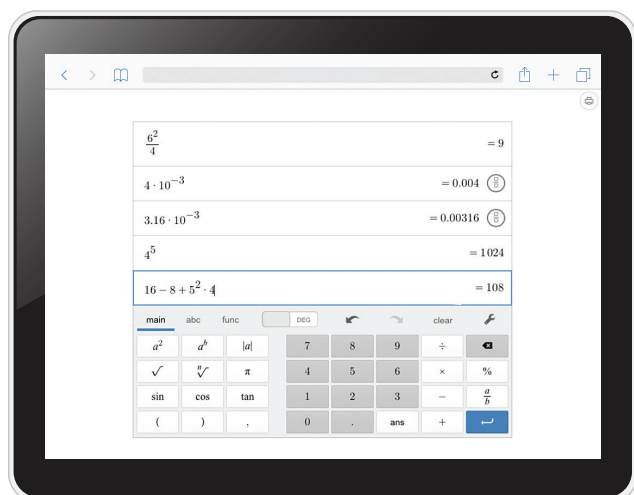 6²/4 = 9
4 · 10⁻³ = 0.004
3.16 · 10⁻³ = 0.00316
4⁵ = 1024
16 − 8 + 5² · 4 = 108
main abc func DEG clear
a² aᵇ |a| 7 8 9 ÷
√ ⁿ√ π 4 5 6 × %
sin cos tan 1 2 3 − a/b
( ) , 0 . ans +